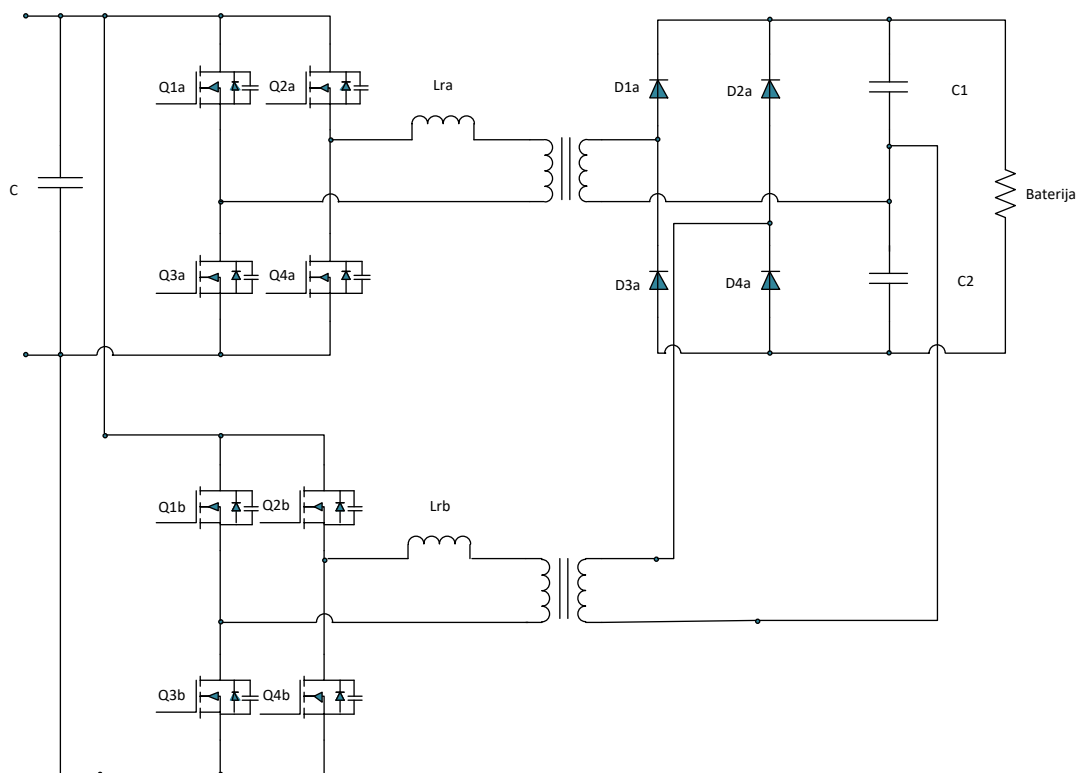 Q1a
Q2a
Lra
D1a
D2a
C1
C
Baterija
Q3a
Q4a
D3a
D4a
C2
Q1b
Q2b
Lrb
Q3b
Q4b